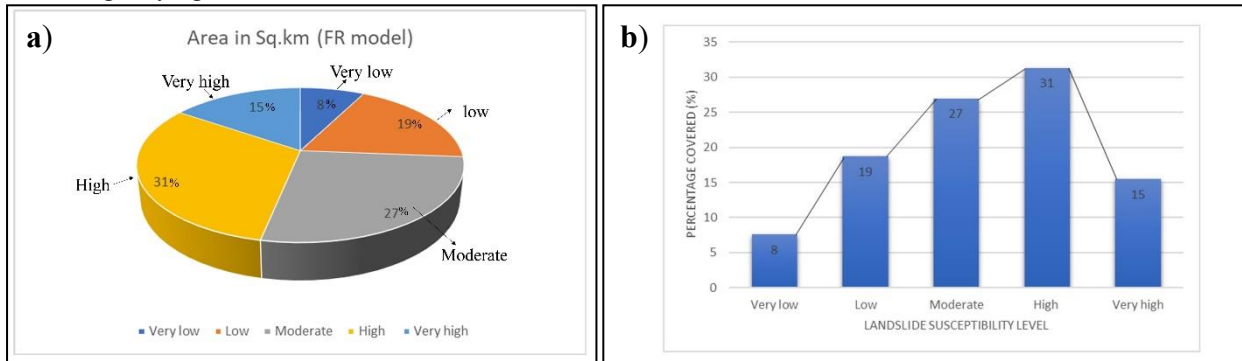 a)
Area in Sq.km (FR model)
Very high
Very low
15%
8%
low
19%
High
31%
27%
Moderate
Very low Low Moderate High Very high
b)
35
30
25
20
15
10
5
0
PERCENTAGE COVERED (%)
8
19
27
31
15
Very low Low Moderate High Very high
LANDSLIDE SUSCEPTIBILITY LEVEL